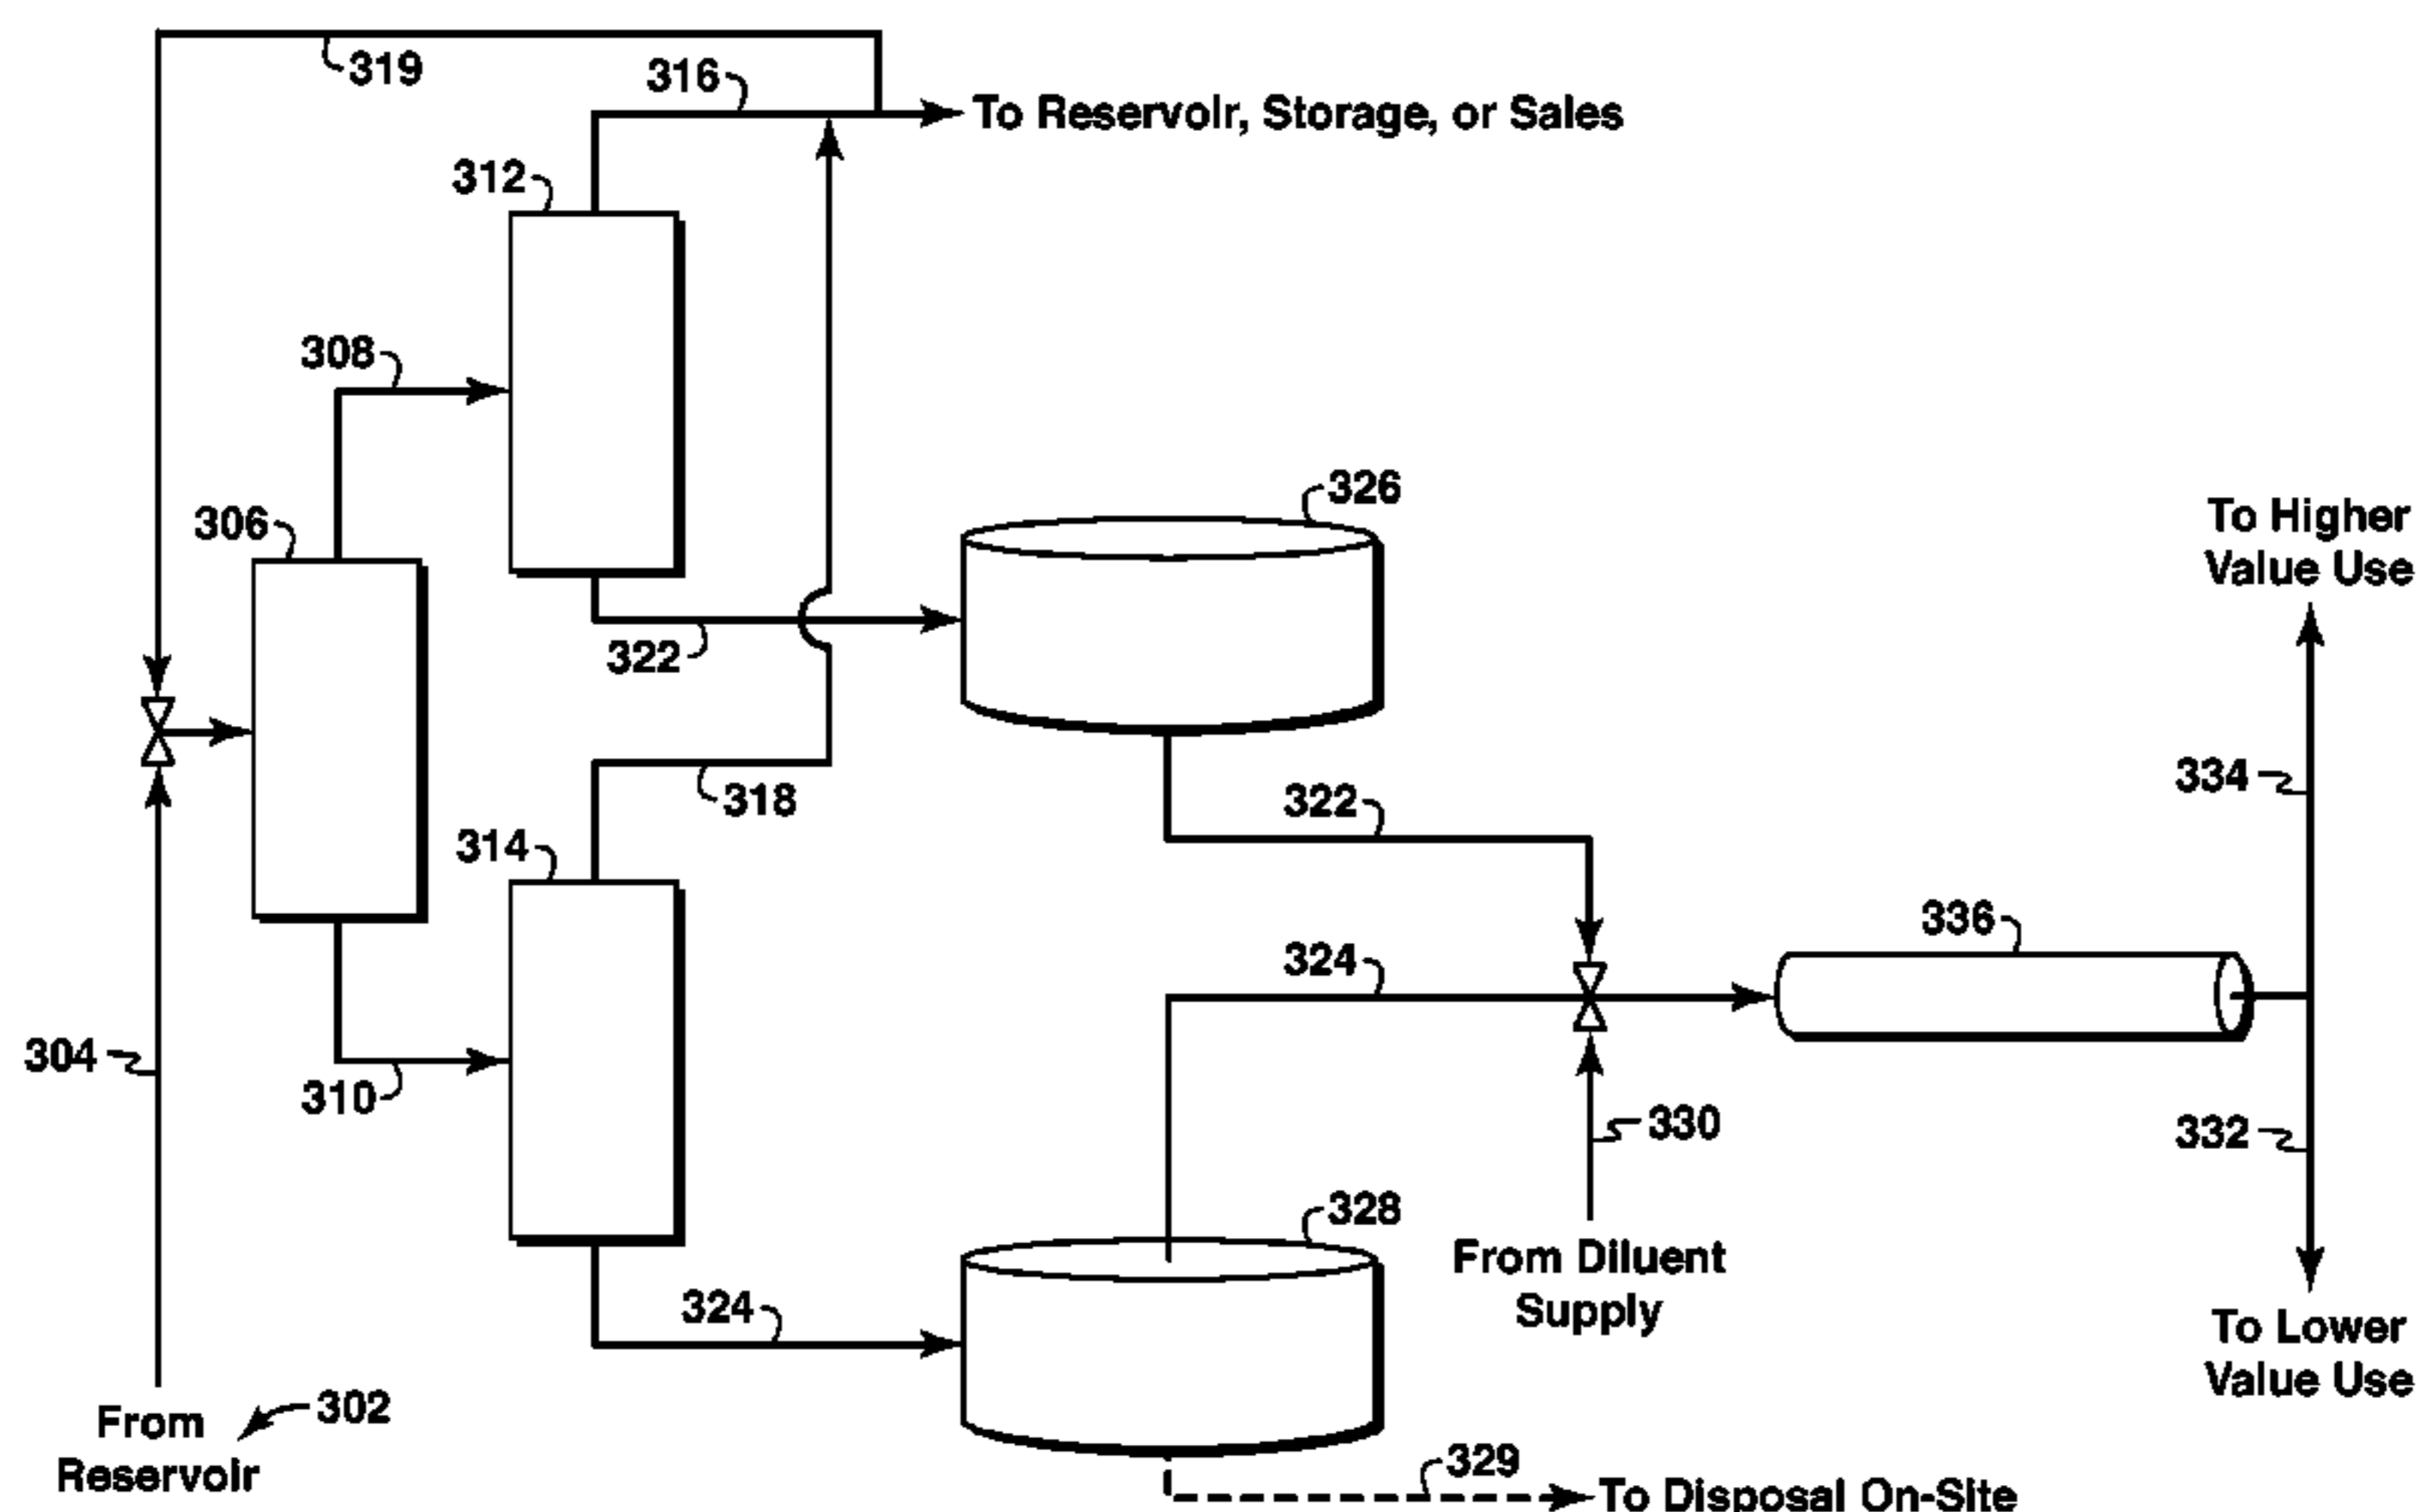 319
316
To Reservoir, Storage, or Sales
312
308
306
326
To Higher
Value Use
322
318
334
322
314
336
324
304
310
330
332
328
From Diluent
Supply
324
To Lower
Value Use
302
From
Reservoir
329
To Disposal On-Site